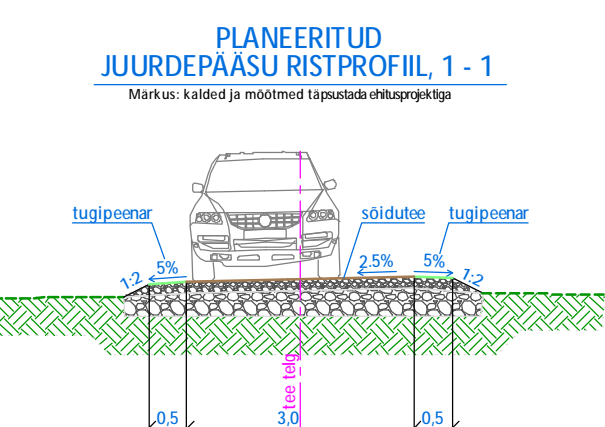 PLANEERITUD
JUURDEPÄÄSU RISTPROFIIL, 1 - 1
Märkus: kalded ja mõõtmed täpsustada ehitusprojektiga
tugipeenar
sõidutee
tugipeenar
1:2
5%
2.5%
5%
1:2
tee telg
0,5
3,0
0,5